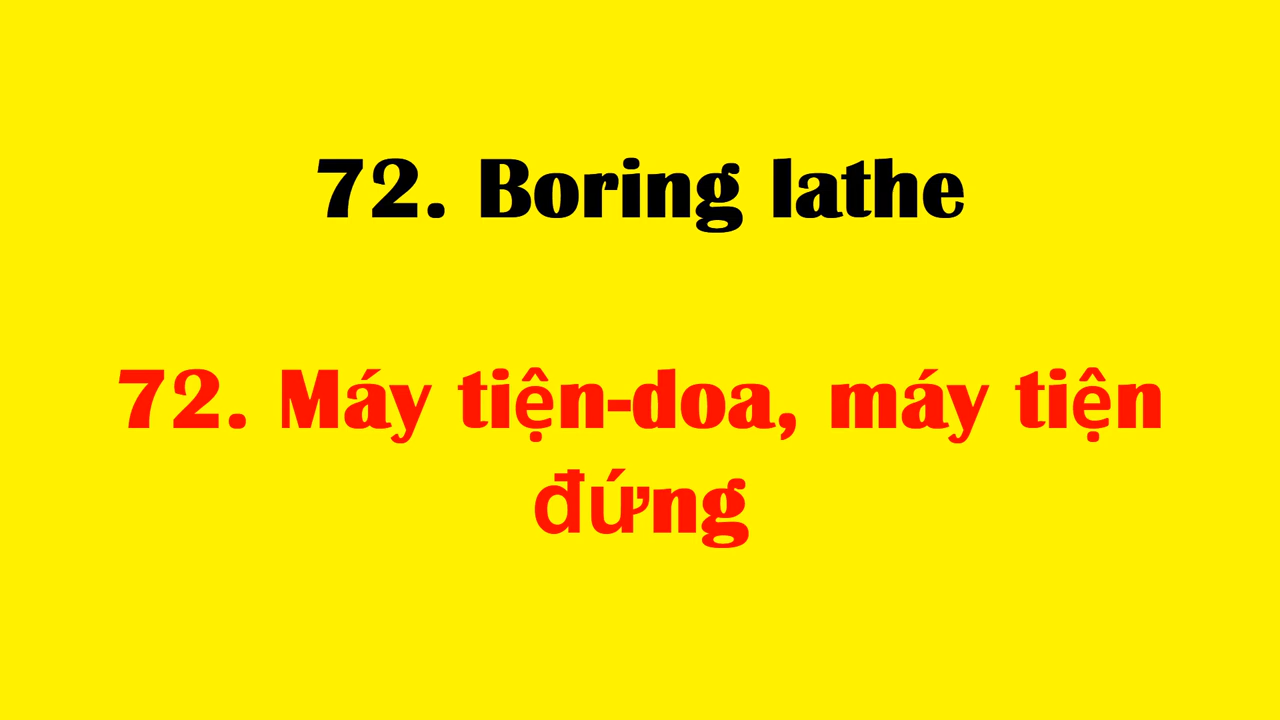 72. Boring lathe
72. Máy tiện-doa, máy tiện
đứng